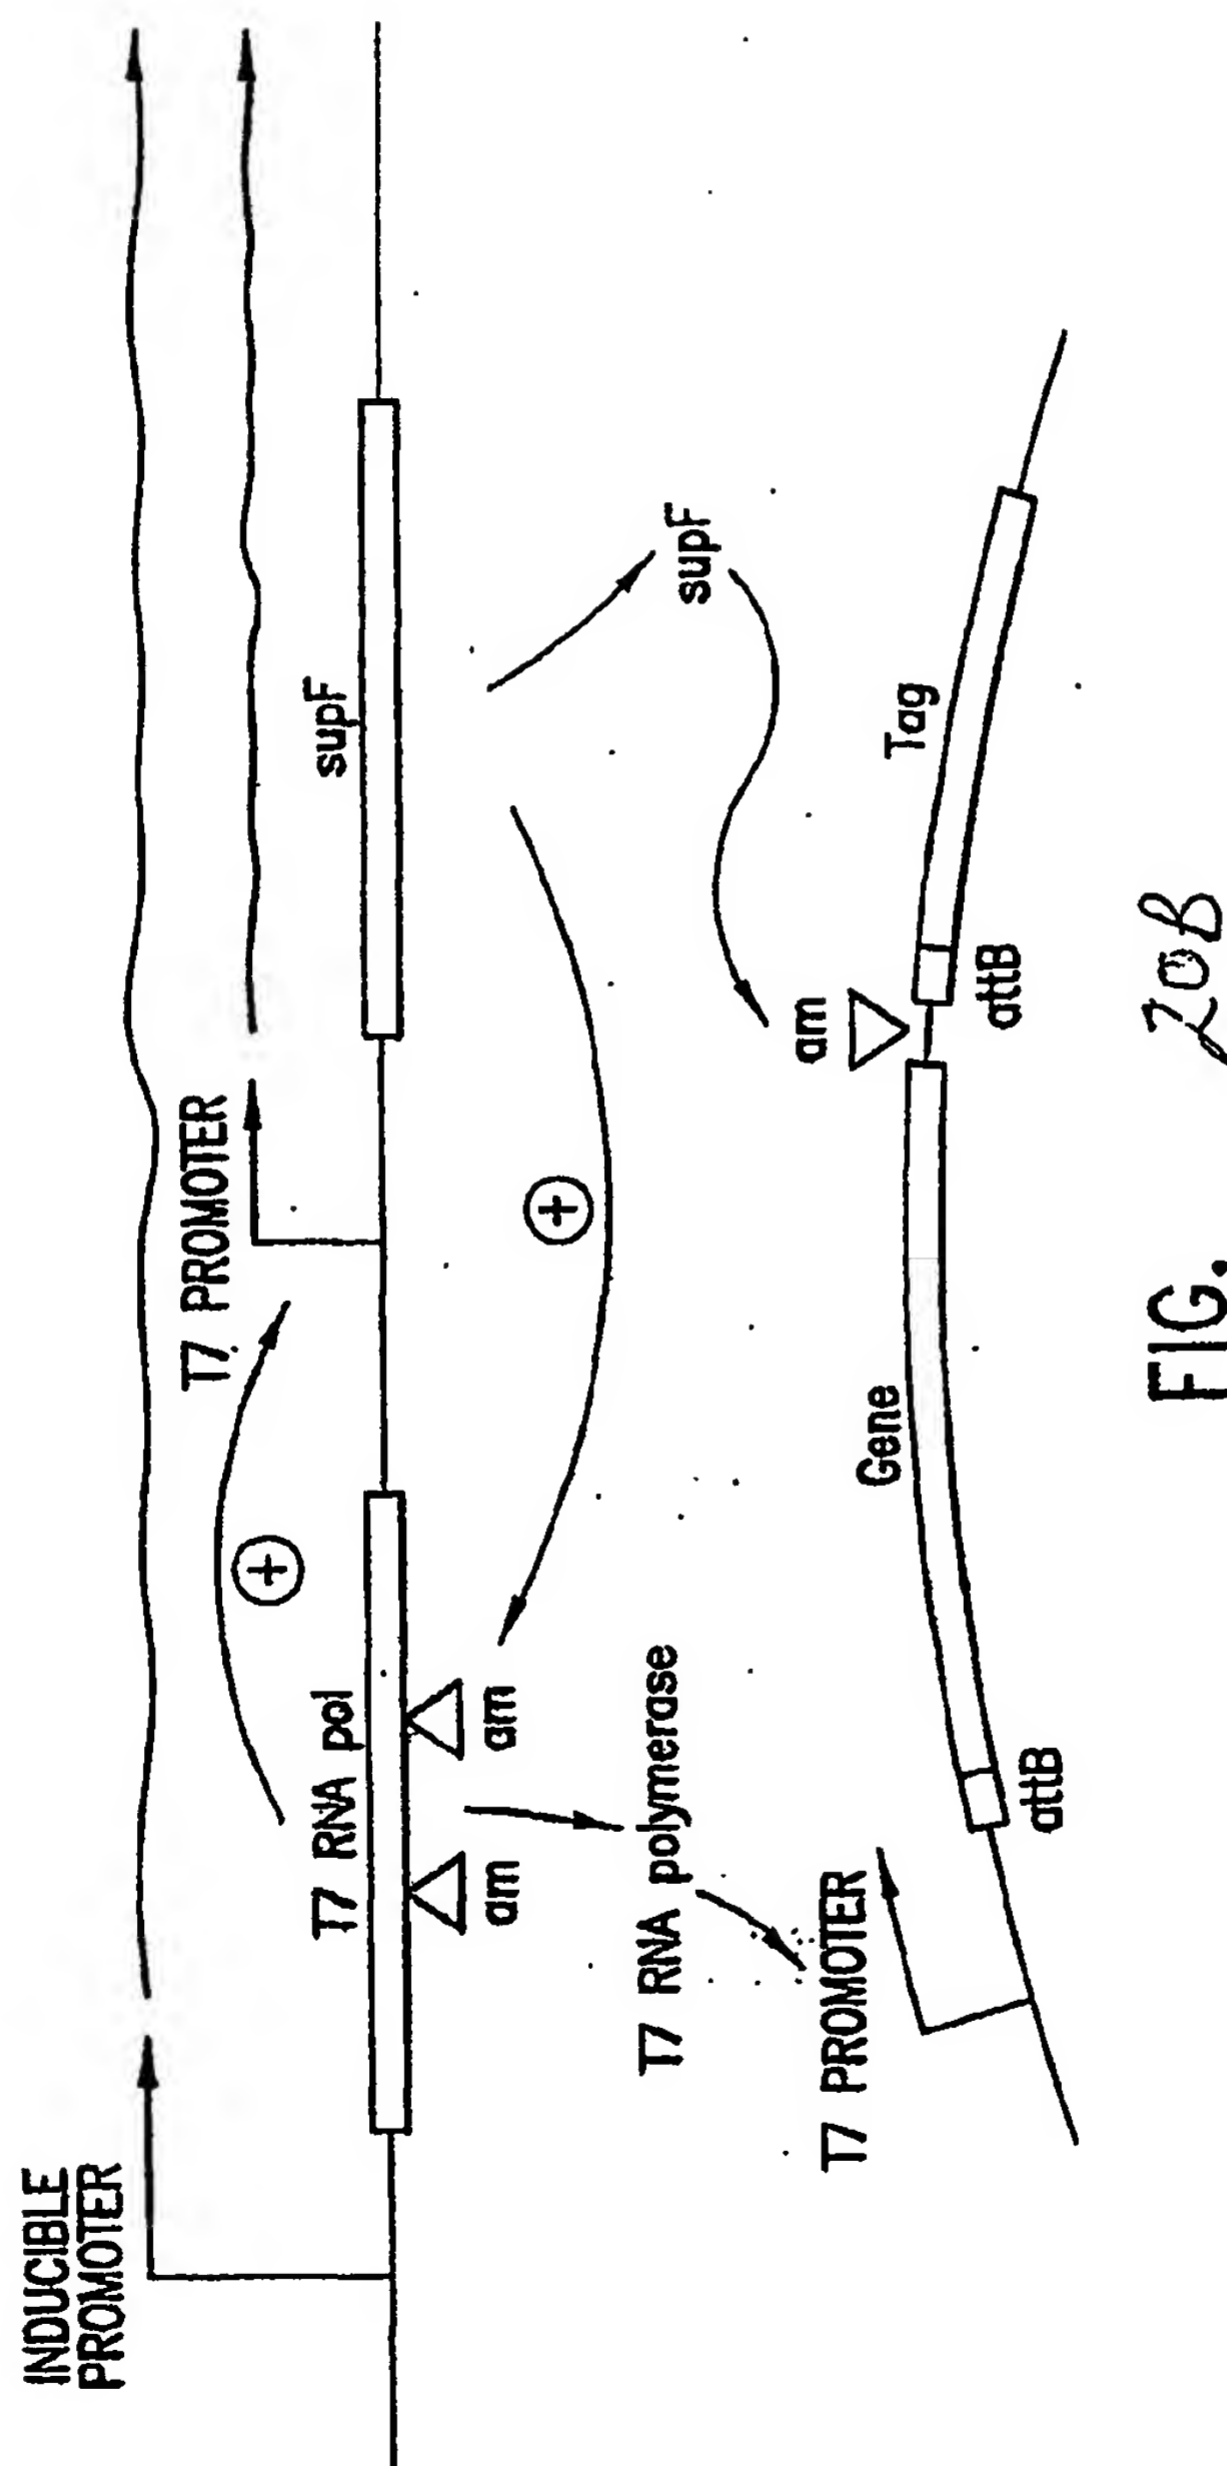 INDUCIBLE
PROMOTER
T7 PROMOTER
T7 RNA pol
supF
am
am
T7 RNA polymerase
supF
T7 PROMOTER
am
Gene
Tag
attB
attB
FIG. 20B